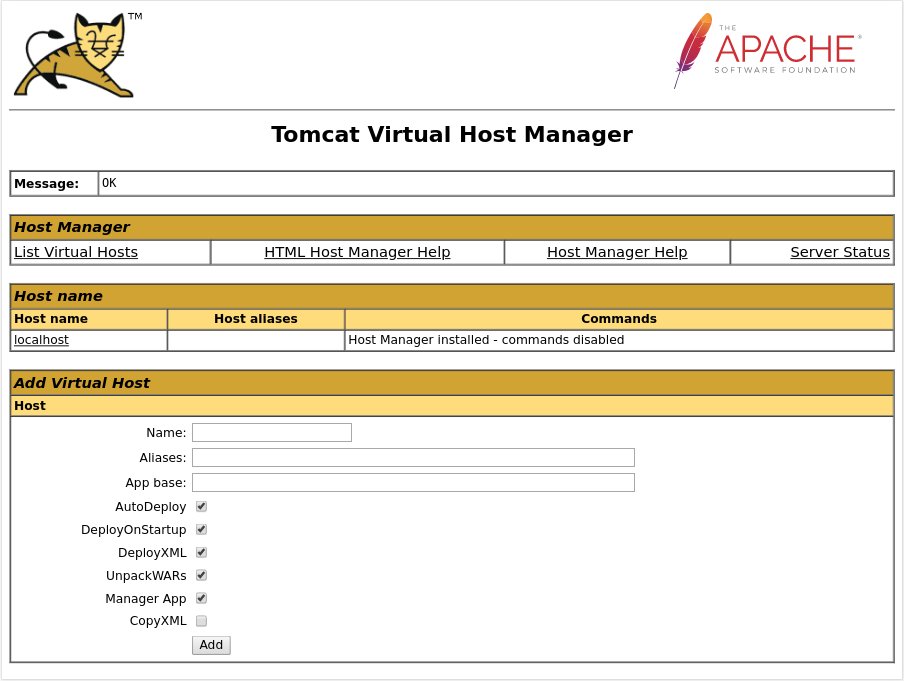 TM
THE
APACHE®
SOFTWARE FOUNDATION
Tomcat Virtual Host Manager
Message: OK
Host Manager
List Virtual Hosts HTML Host Manager Help Host Manager Help Server Status
Host name
Host name Host aliases Commands
localhost Host Manager installed - commands disabled
Add Virtual Host
Host
Name:
Aliases:
App base:
AutoDeploy
DeployOnStartup
DeployXML
UnpackWARs
Manager App
CopyXML
Add